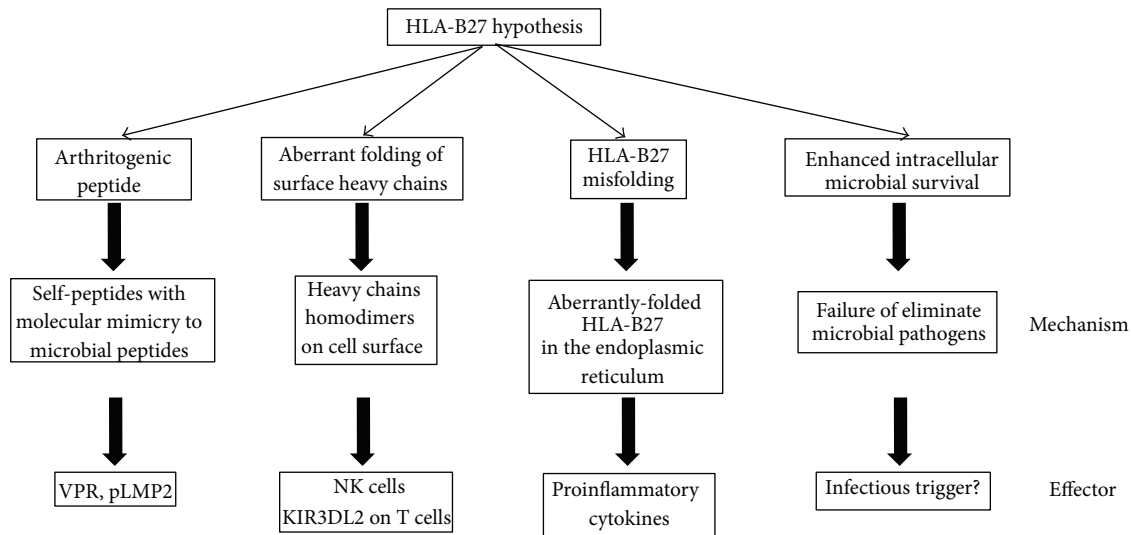 HLA-B27 hypothesis
Arthritogenic
peptide
Aberrant folding of
surface heavy chains
HLA-B27
misfolding
Enhanced intracellular
microbial survival
Self-peptides with
molecular mimicry to
microbial peptides
Heavy chains
homodimers
on cell surface
Aberrantly-folded
HLA-B27
in the endoplasmic
reticulum
Failure of eliminate
microbial pathogens
Mechanism
VPR, pLMP2
NK cells
KIR3DL2 on T cells
Proinflammatory
cytokines
Infectious trigger?
Effector